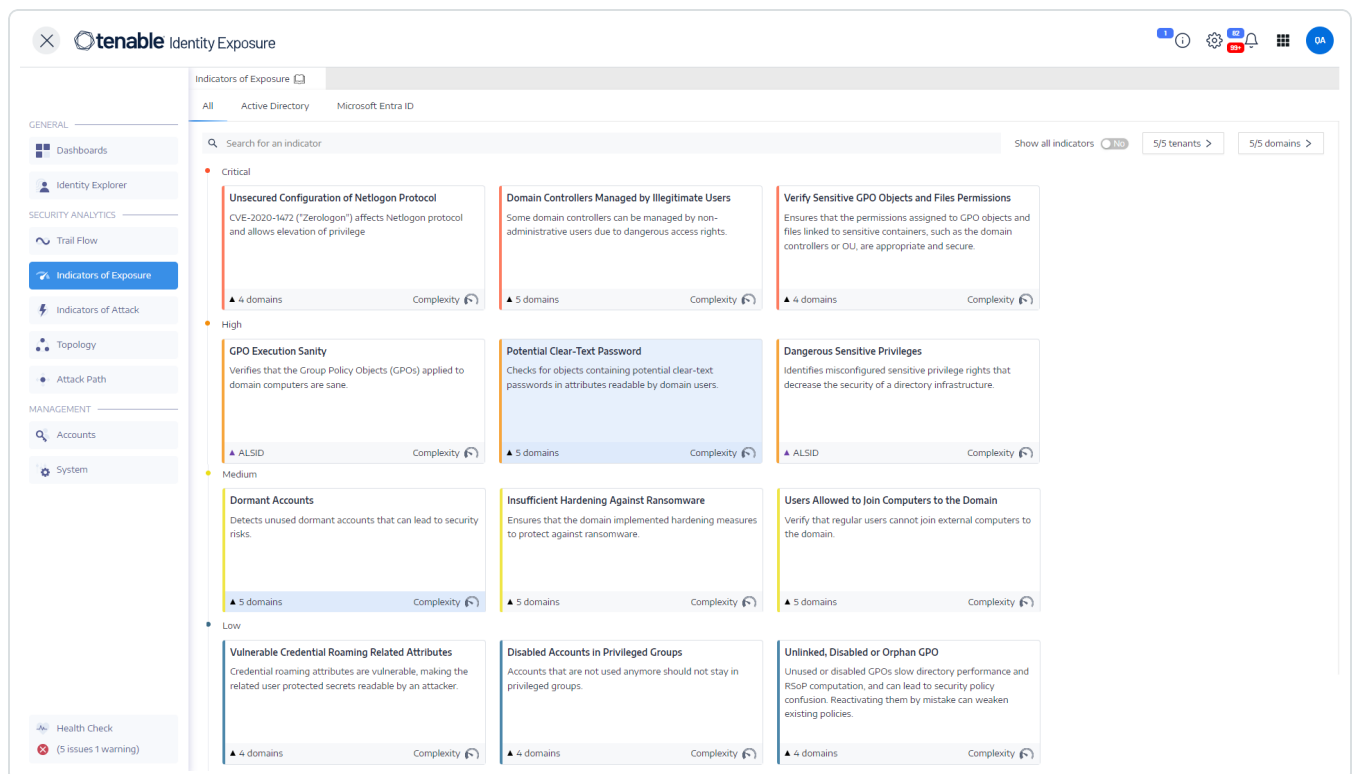 tenable Identity Exposure
1
82
99+
QA
Indicators of Exposure
All
Active Directory
Microsoft Entra ID
GENERAL
Dashboards
Identity Explorer
SECURITY ANALYTICS
Trail Flow
Indicators of Exposure
Indicators of Attack
Topology
Attack Path
MANAGEMENT
Accounts
System
Health Check
(5 issues 1 warning)
Search for an indicator
Show all indicators
No
5/5 tenants
5/5 domains
Critical
Unsecured Configuration of Netlogon Protocol
CVE-2020-1472 ("Zerologon") affects Netlogon protocol
and allows elevation of privilege
4 domains
Complexity
Domain Controllers Managed by Illegitimate Users
Some domain controllers can be managed by non-
administrative users due to dangerous access rights.
5 domains
Complexity
Verify Sensitive GPO Objects and Files Permissions
Ensures that the permissions assigned to GPO objects and
files linked to sensitive containers, such as the domain
controllers or OU, are appropriate and secure.
4 domains
Complexity
High
GPO Execution Sanity
Verifies that the Group Policy Objects (GPOs) applied to
domain computers are sane.
ALSID
Complexity
Potential Clear-Text Password
Checks for objects containing potential clear-text
passwords in attributes readable by domain users.
5 domains
Complexity
Dangerous Sensitive Privileges
Identifies misconfigured sensitive privilege rights that
decrease the security of a directory infrastructure.
ALSID
Complexity
Medium
Dormant Accounts
Detects unused dormant accounts that can lead to security
risks.
5 domains
Complexity
Insufficient Hardening Against Ransomware
Ensures that the domain implemented hardening measures
to protect against ransomware.
5 domains
Complexity
Users Allowed to Join Computers to the Domain
Verify that regular users cannot join external computers to
the domain.
5 domains
Complexity
Low
Vulnerable Credential Roaming Related Attributes
Credential roaming attributes are vulnerable, making the
related user protected secrets readable by an attacker.
4 domains
Complexity
Disabled Accounts in Privileged Groups
Accounts that are not used anymore should not stay in
privileged groups.
4 domains
Complexity
Unlinked, Disabled or Orphan GPO
Unused or disabled GPOs slow directory performance and
RSoP computation, and can lead to security policy
confusion. Reactivating them by mistake can weaken
existing policies.
4 domains
Complexity